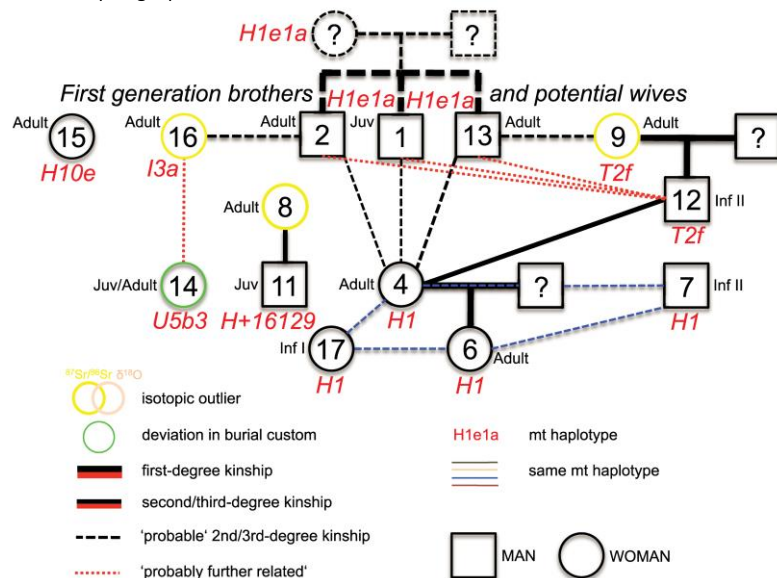 H1e1a
?
?
First generation brothers
H1e1a
H1e1a
and potential wives
Adult
15
H10e
Adult
16
I3a
Adult
2
Juv
1
13
Adult
9
Adult
T2f
?
12
Inf II
T2f
Adult
8
Juv/Adult
14
U5b3
Juv
11
H+16129
Adult
4
H1
?
7
Inf II
H1
Inf I
17
H1
6
Adult
H1
⁸⁷Sr/⁸⁶Sr δ¹⁸O
isotopic outlier
deviation in burial custom
first-degree kinship
second/third-degree kinship
'probable' 2nd/3rd-degree kinship
'probably further related'
H1e1a
mt haplotype
same mt haplotype
MAN
WOMAN